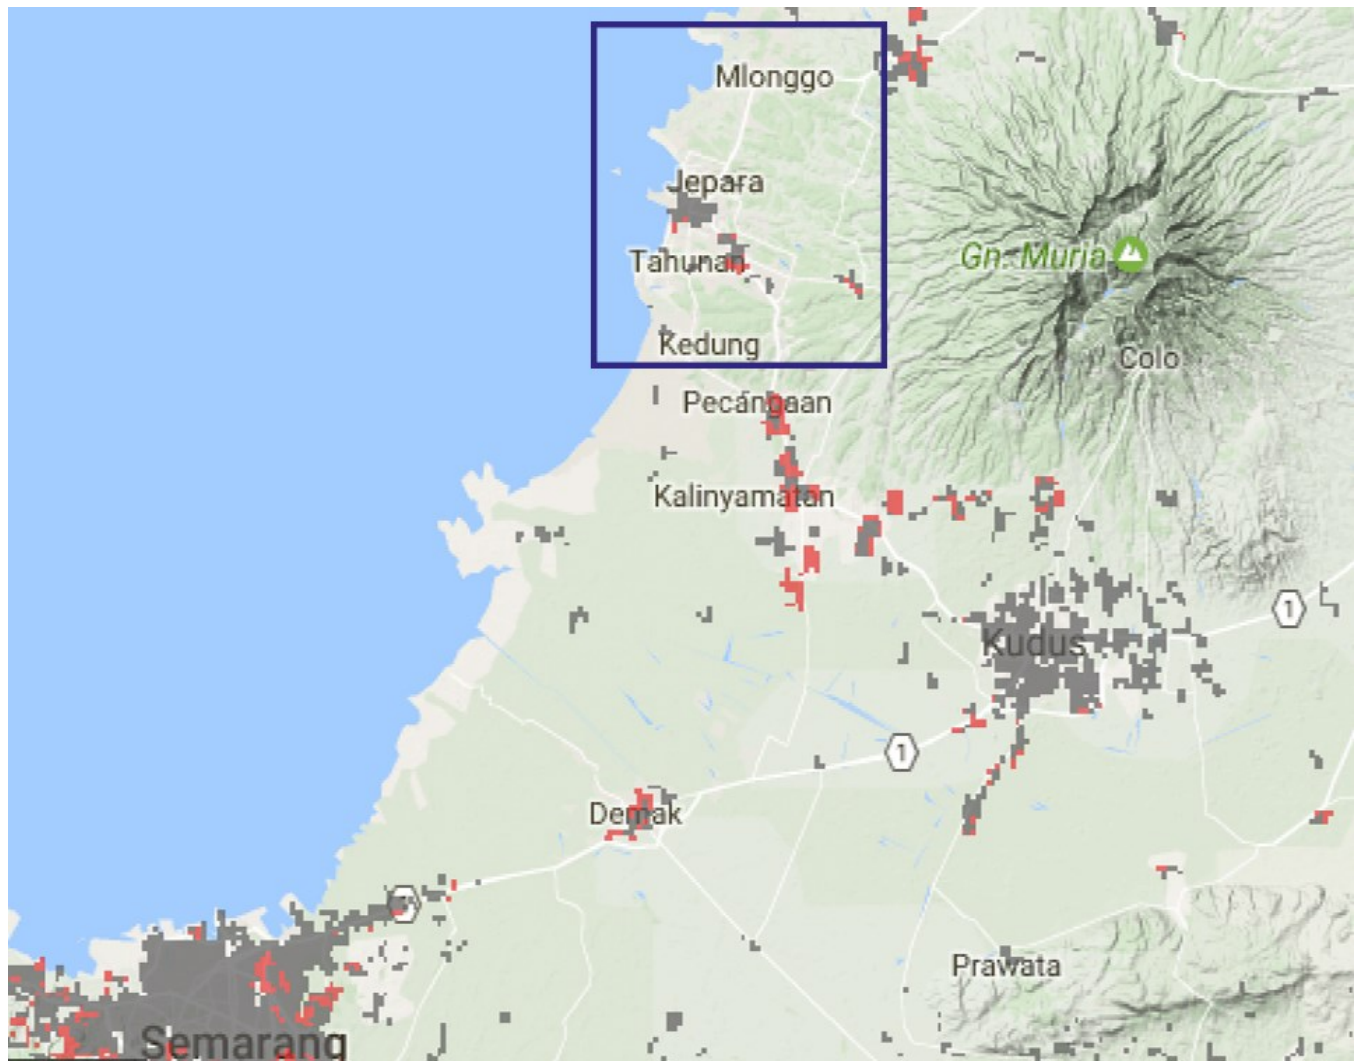 Mlonggo
Jepara
Tahunan
Gn. Muria
Kedung
Colo
Pecangaan
Kalinyamatan
1
Kudus
1
Demak
Prawata
Semarang